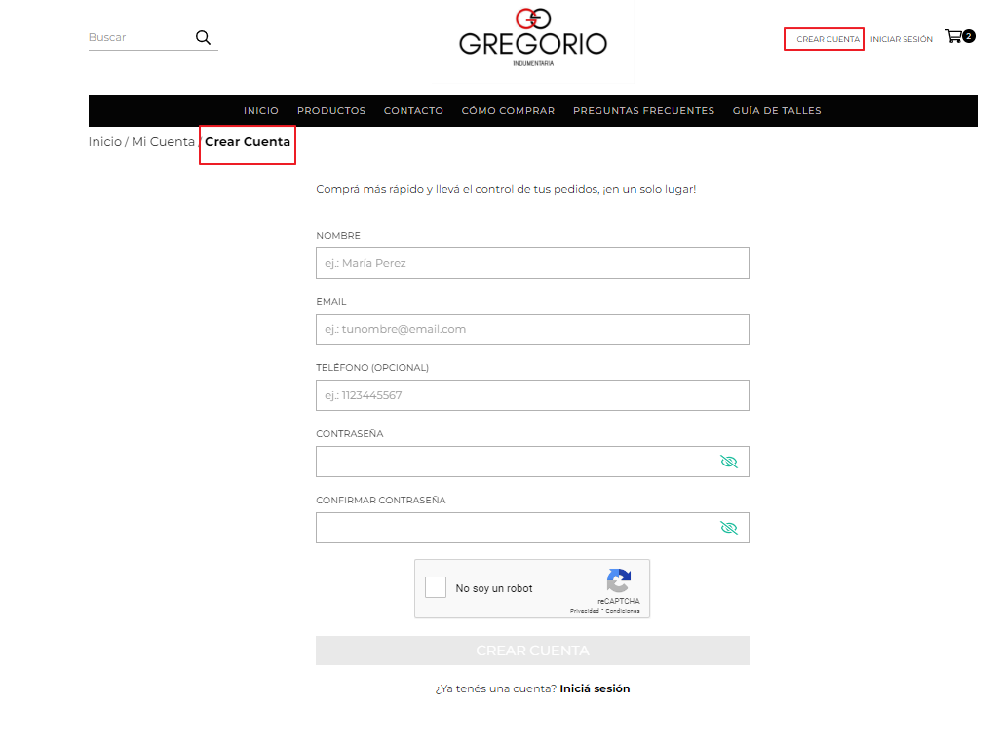 Buscar
GREGORIO
INDUMENTARIA
CREAR CUENTA INICIAR SESIÓN 2
INICIO PRODUCTOS CONTACTO CÓMO COMPRAR PREGUNTAS FRECUENTES GUÍA DE TALLES
Inicio / Mi Cuenta / Crear Cuenta
Comprá más rápido y llevá el control de tus pedidos, ¡en un solo lugar!
NOMBRE
ej.: María Perez
EMAIL
ej.: tunombre@email.com
TELÉFONO (OPCIONAL)
ej.: 1123445567
CONTRASEÑA
CONFIRMAR CONTRASEÑA
No soy un robot
reCAPTCHA
Privacidad - Condiciones
CREAR CUENTA
¿Ya tenés una cuenta? Iniciá sesión